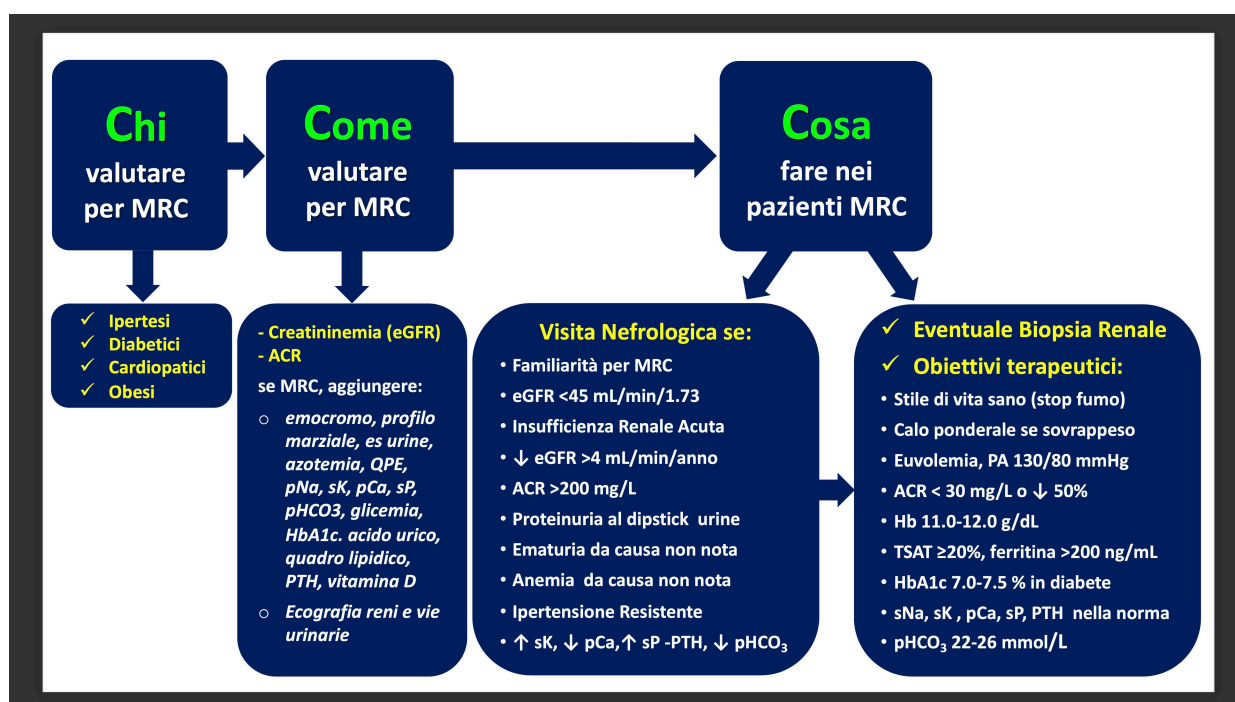 Chi
valutare
per MRC
Come
valutare
per MRC
Cosa
fare nei
pazienti MRC
✓ Ipertesi
✓ Diabetici
✓ Cardiopatici
✓ Obesi
- Creatininemia (eGFR)
- ACR
se MRC, aggiungere:
o emocromo, profilo
marziale, es urine,
azotemia, QPE,
pNa, sK, pCa, sP,
pHCO3, glicemia,
HbA1c. acido urico,
quadro lipidico,
PTH, vitamina D
o Ecografia reni e vie
urinarie
Visita Nefrologica se:
• Familiarità per MRC
• eGFR <45 mL/min/1.73
• Insufficienza Renale Acuta
• ↓ eGFR >4 mL/min/anno
• ACR >200 mg/L
• Proteinuria al dipstick urine
• Ematuria da causa non nota
• Anemia da causa non nota
• Ipertensione Resistente
• ↑ sK, ↓ pCa,↑ sP -PTH, ↓ pHCO₃
✓ Eventuale Biopsia Renale
✓ Obiettivi terapeutici:
• Stile di vita sano (stop fumo)
• Calo ponderale se sovrappeso
• Euvolemia, PA 130/80 mmHg
• ACR < 30 mg/L o ↓ 50%
• Hb 11.0-12.0 g/dL
• TSAT ≥20%, ferritina >200 ng/mL
• HbA1c 7.0-7.5 % in diabete
• sNa, sK , pCa, sP, PTH nella norma
• pHCO₃ 22-26 mmol/L